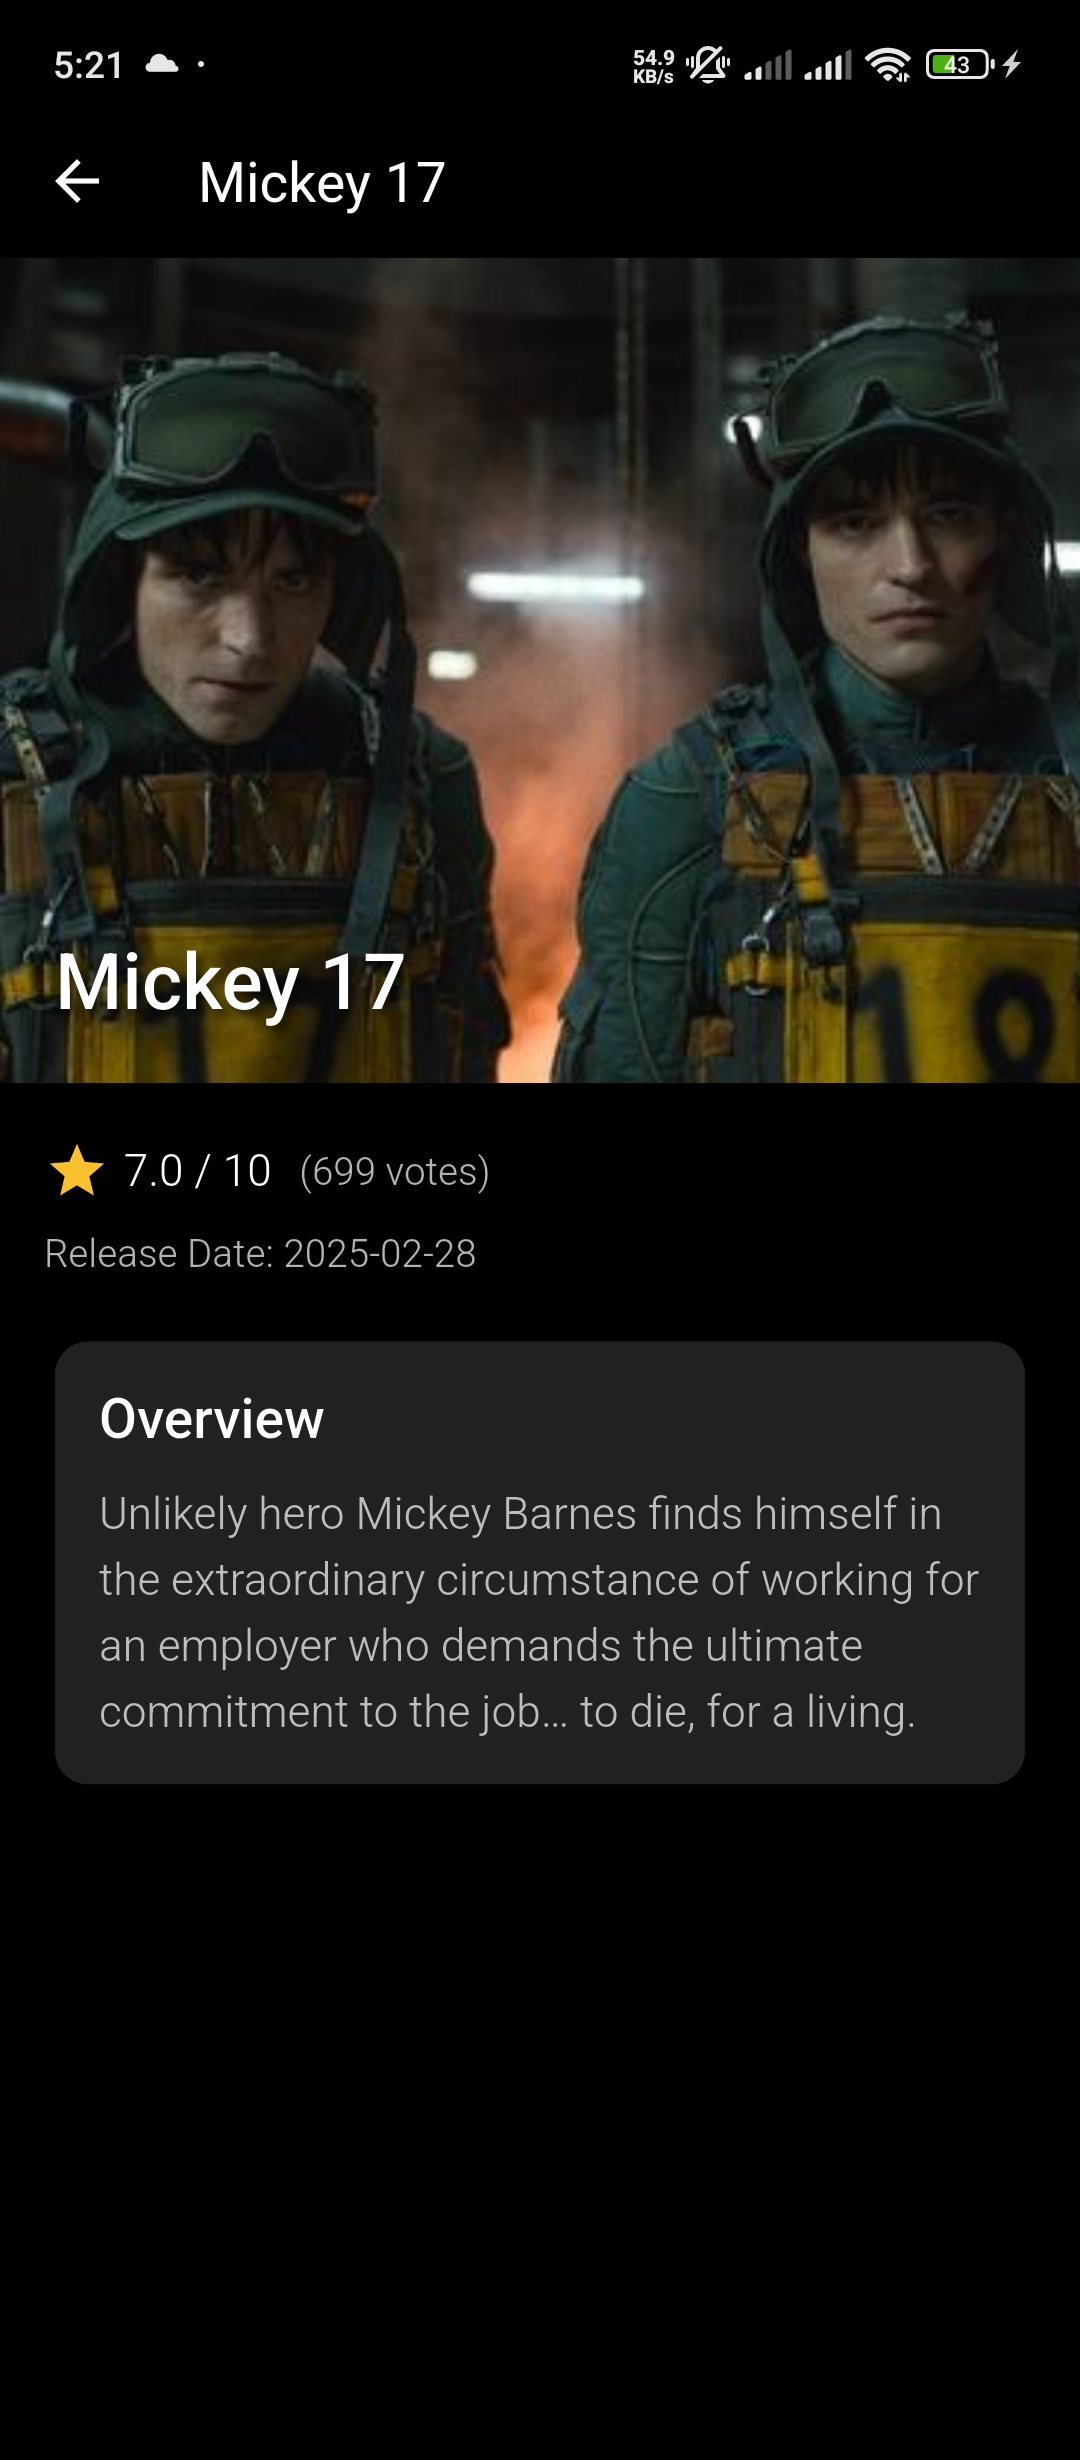 5:21
54.9
KB/s
43
Mickey 17
17
18
Mickey 17
7.0 / 10 (699 votes)
Release Date: 2025-02-28
Overview
Unlikely hero Mickey Barnes finds himself in
the extraordinary circumstance of working for
an employer who demands the ultimate
commitment to the job… to die, for a living.